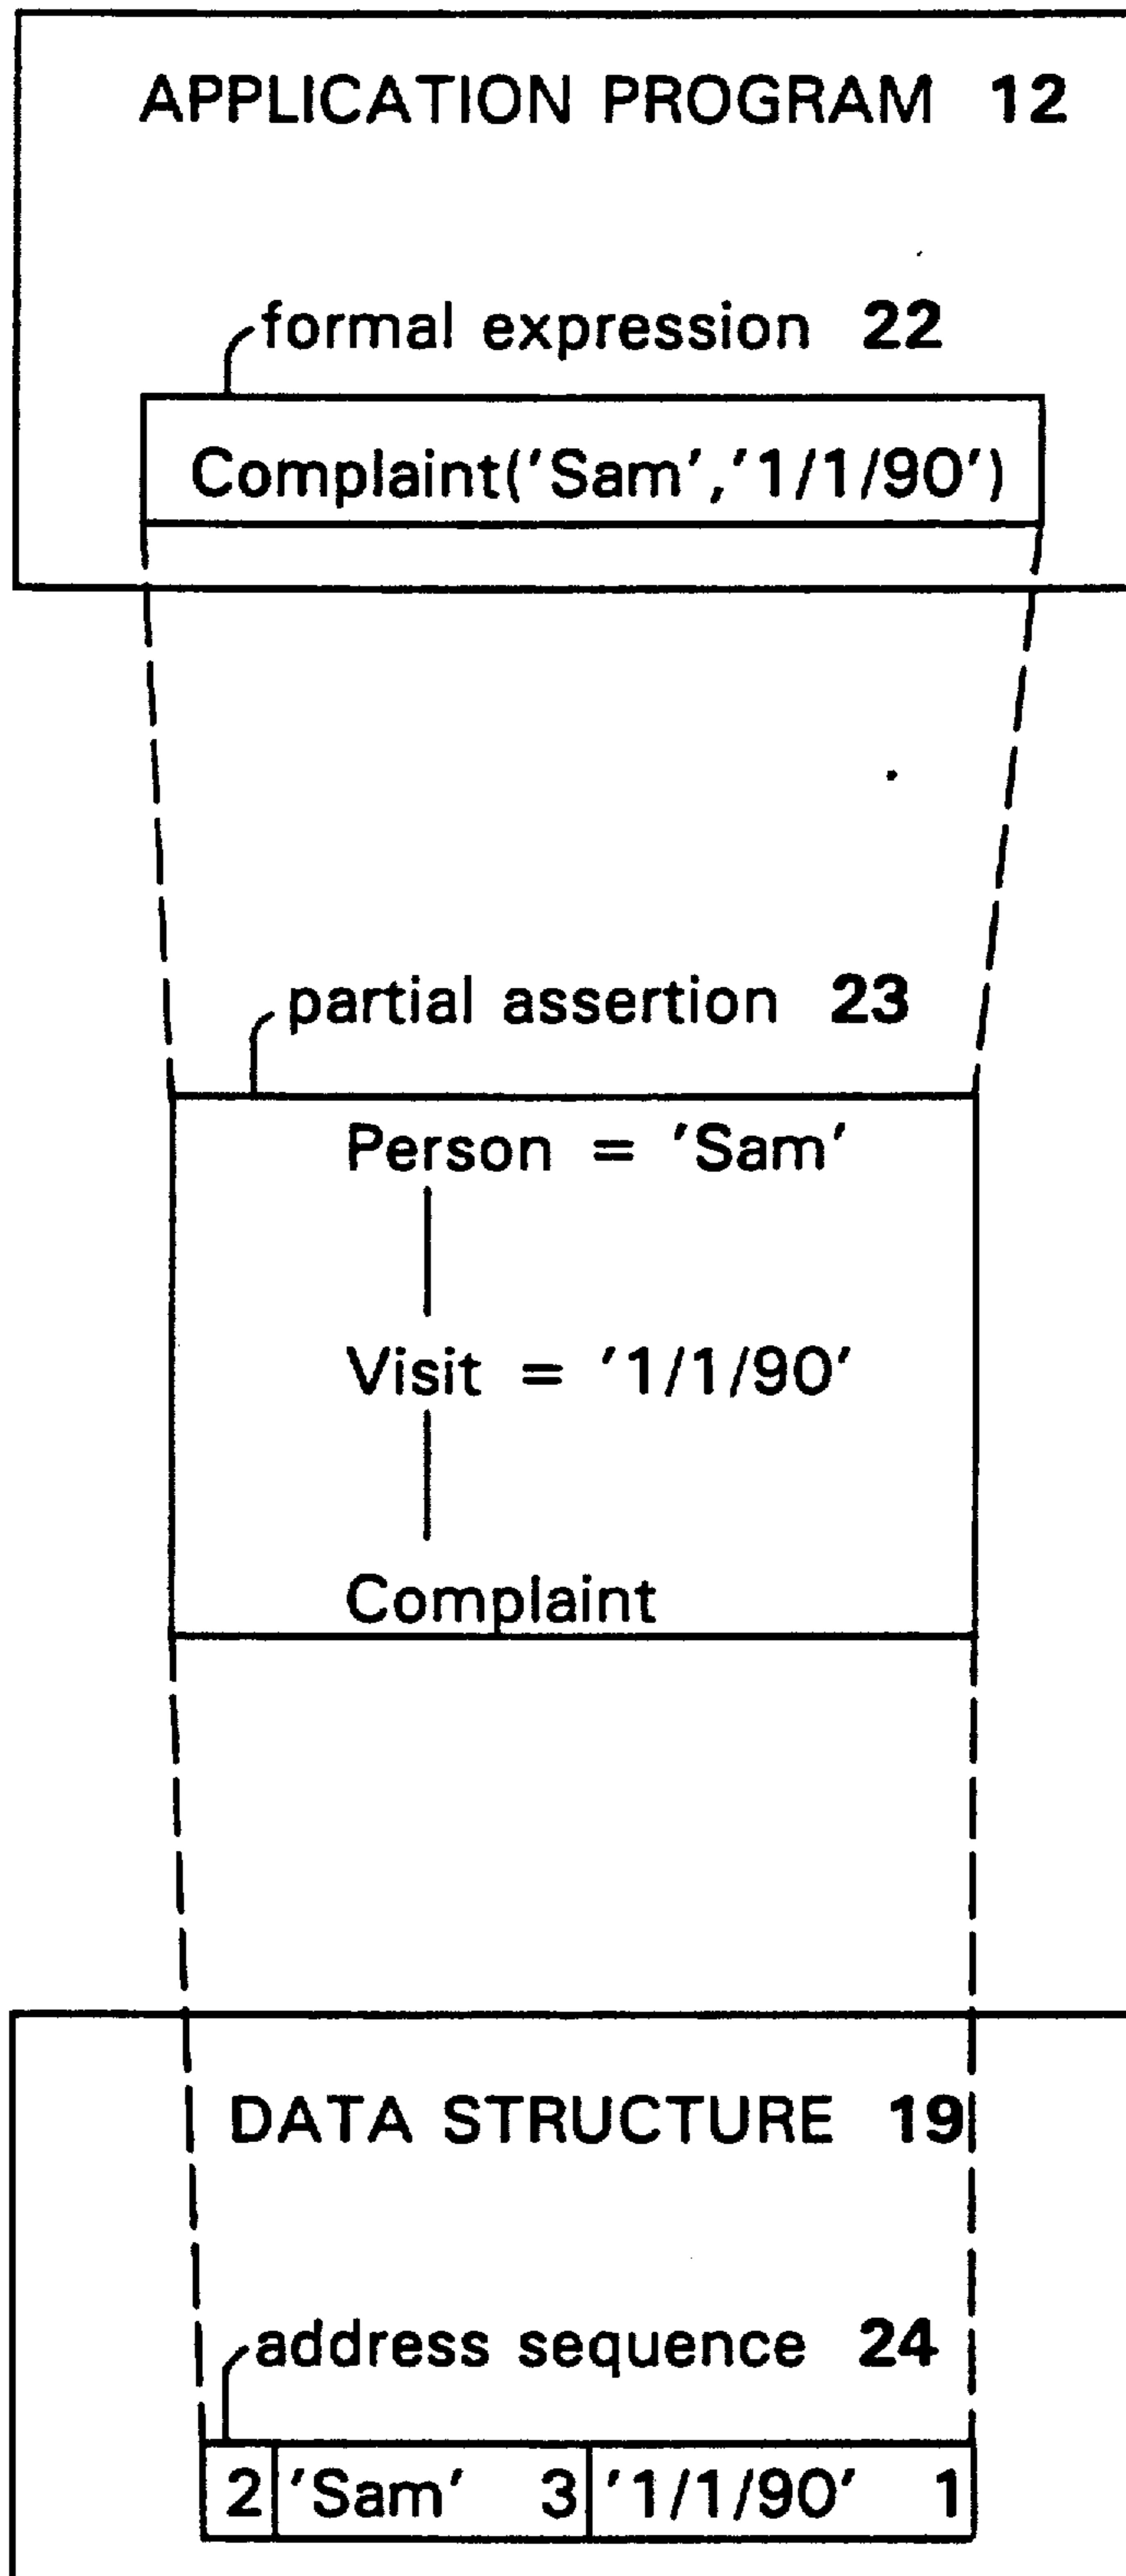 APPLICATION PROGRAM 12
formal expression 22
Complaint('Sam','1/1/90')
partial assertion 23
Person = 'Sam'
Visit = '1/1/90'
Complaint
DATA STRUCTURE 19
address sequence 24
2 'Sam' 3 '1/1/90' 1